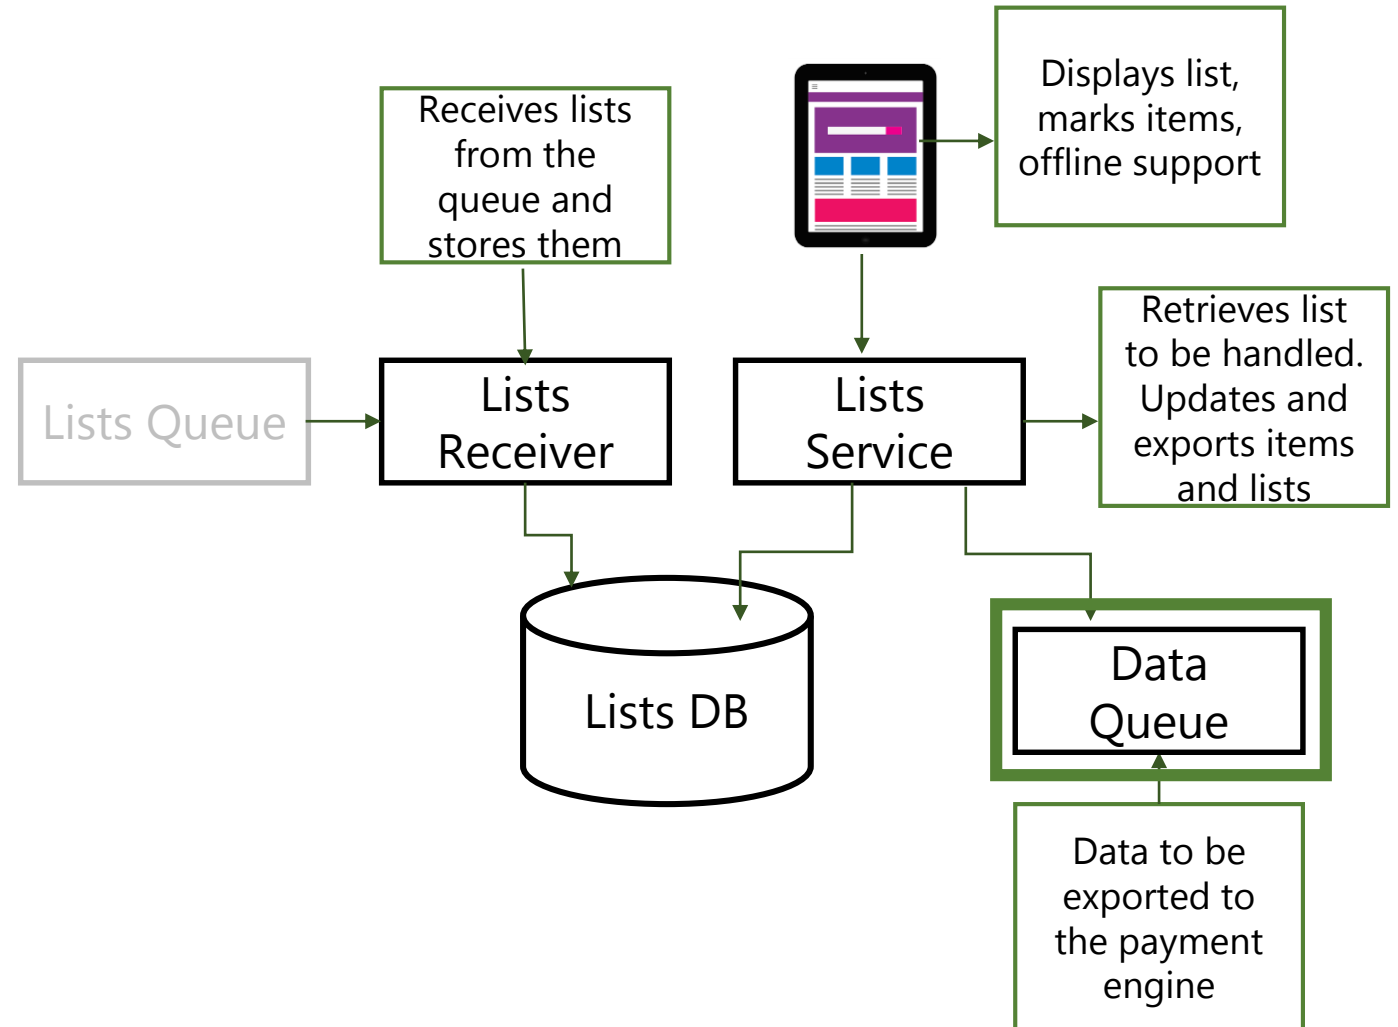 Displays list,
marks items,
offline support
Receives lists
from the
queue and
stores them
Retrieves list
to be handled.
Updates and
exports items
and lists
Lists Queue
Lists
Receiver
Lists
Service
Lists DB
Data
Queue
Data to be
exported to
the payment
engine